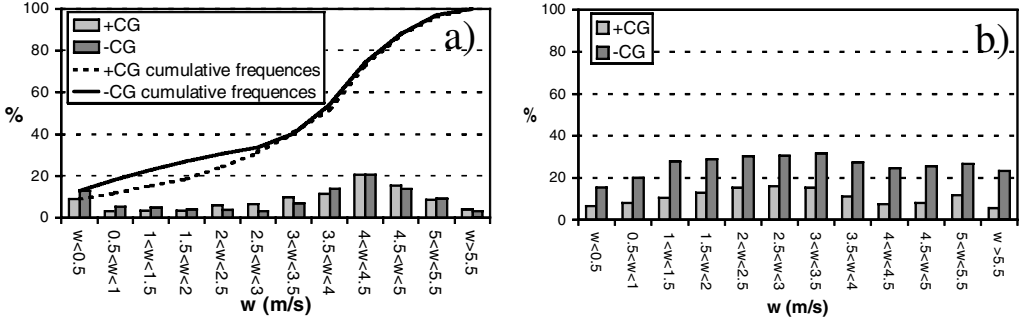 100
80
60
40
20
0
%
+CG
-CG
+CG cumulative frequences
-CG cumulative frequences
a)
w<0.5
0.5<w<1
1<w<1.5
1.5<w<2
2<w<2.5
2.5<w<3
3<w<3.5
3.5<w<4
4<w<4.5
4.5<w<5
5<w<5.5
w>5.5
w (m/s)
100
80
60
40
20
0
%
+CG
-CG
b)
w<0.5
0.5<w<1
1<w<1.5
1.5<w<2
2<w<2.5
2.5<w<3
3<w<3.5
3.5<w<4
4<w<4.5
4.5<w<5
5<w<5.5
w >5.5
w (m/s)